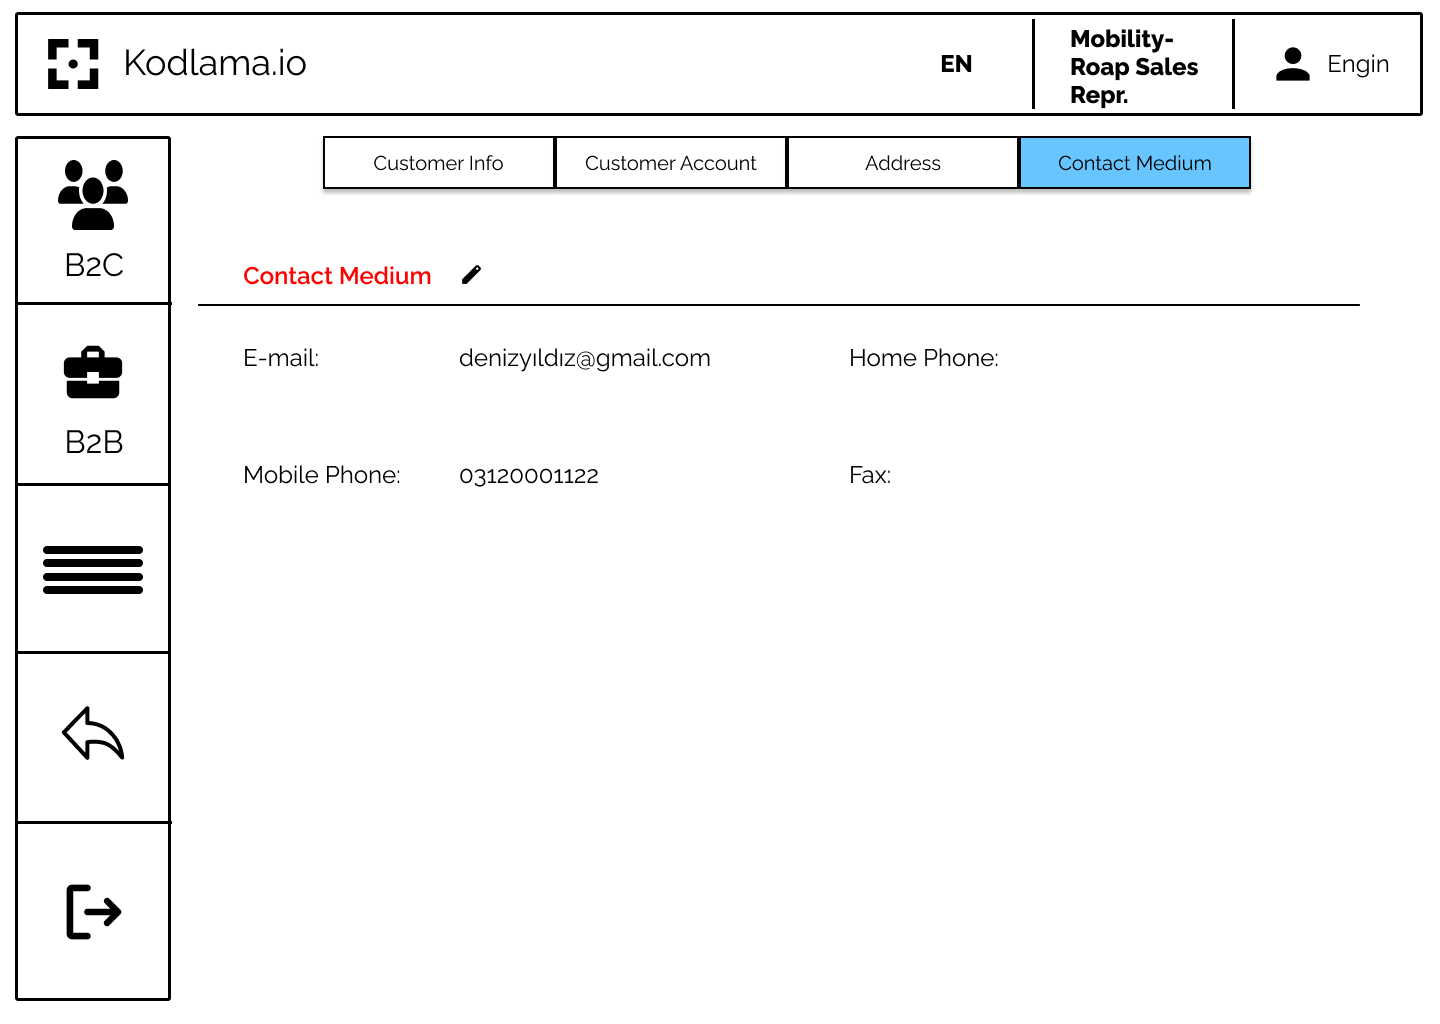 Kodlama.io
EN
Mobility-
Roap Sales
Repr.
Engin
B2C
B2B
Customer Info
Customer Account
Address
Contact Medium
Contact Medium
E-mail:
denizyıldız@gmail.com
Home Phone:
Mobile Phone:
03120001122
Fax: